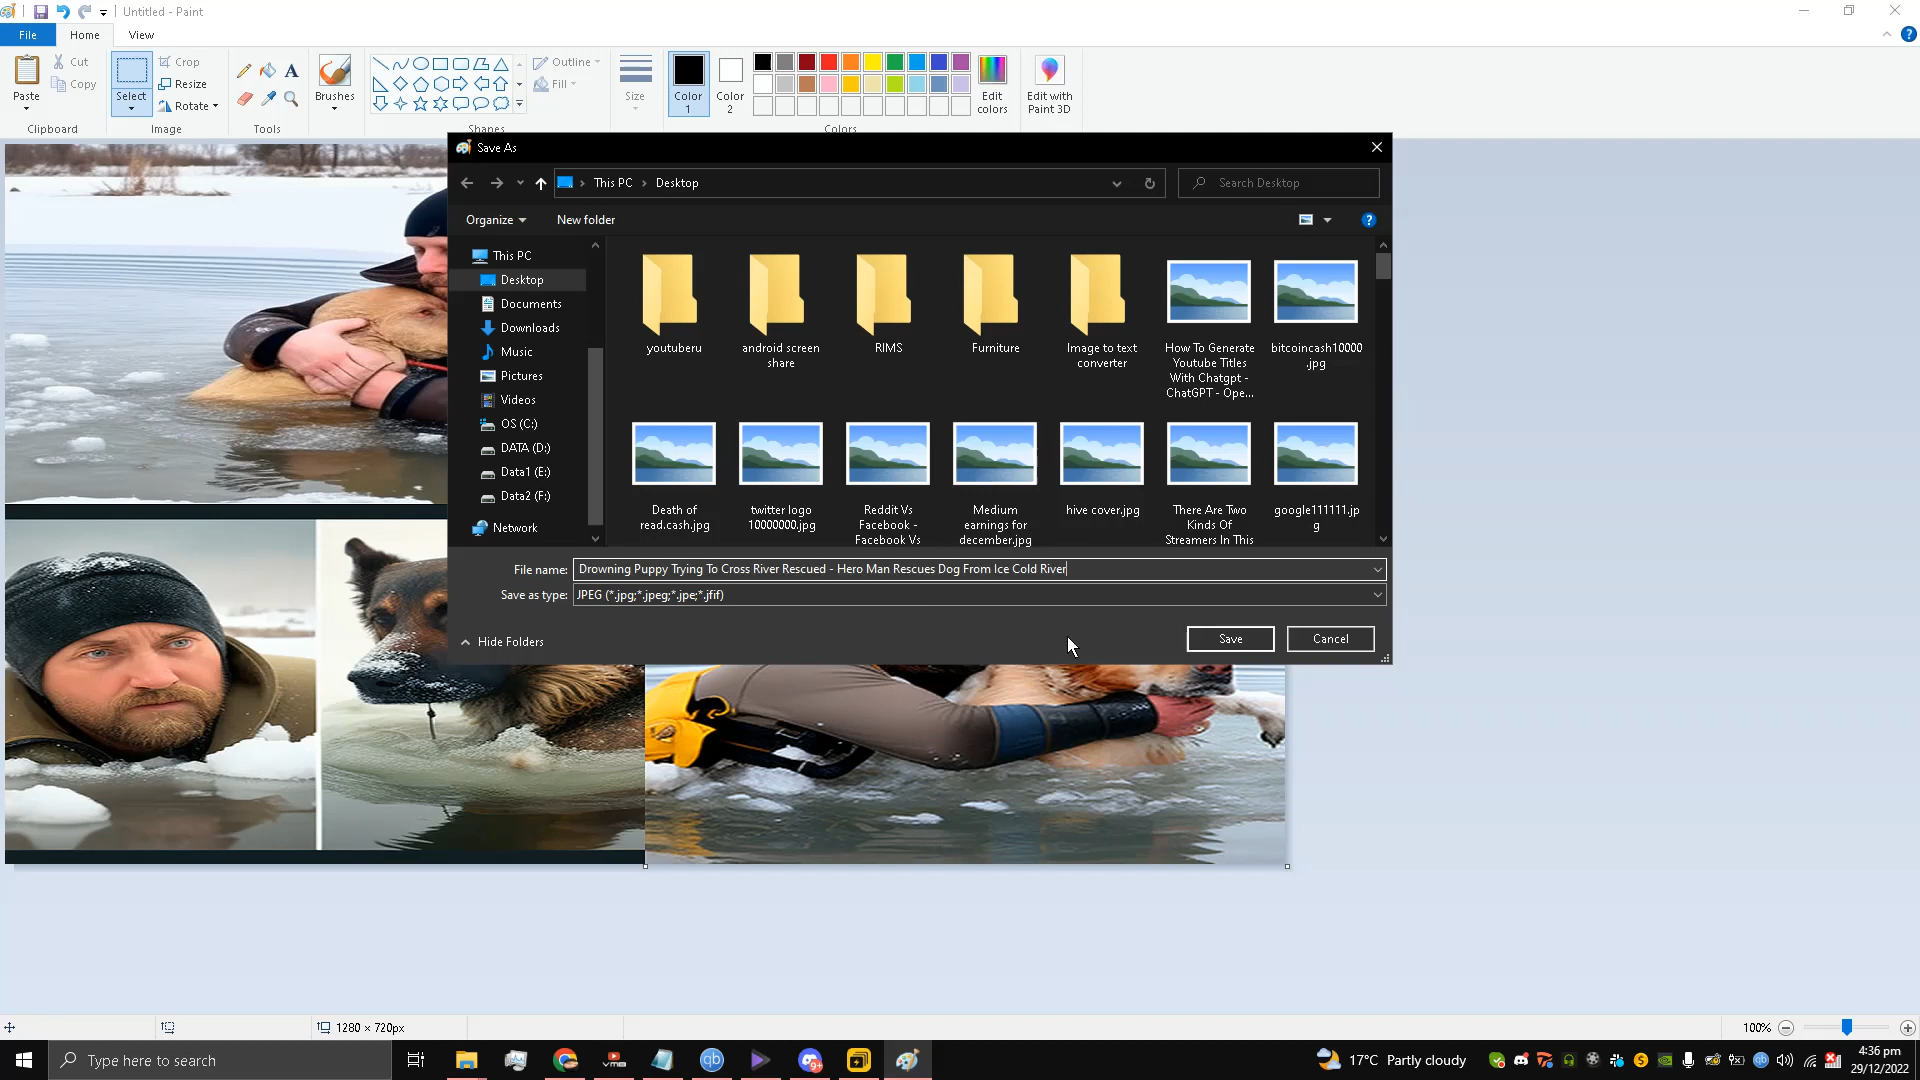 Untitled - Paint
File
Home
View
Paste
Cut
Copy
Clipboard
Select
Crop
Resize
Rotate
Image
Tools
Brushes
Shapes
Outline
Fill
Size
Color 1
Color 2
Colors
Edit colors
Edit with Paint 3D
Save As
This PC
Desktop
Search Desktop
Organize
New folder
This PC
Desktop
Documents
Downloads
Music
Pictures
Videos
OS (C:)
DATA (D:)
Data1 (E:)
Data2 (F:)
Network
youtuberu
android screen
share
RIMS
Furniture
Image to text
converter
How To Generate
Youtube Titles
With Chatgpt -
ChatGPT - Ope...
bitcoincash10000
.jpg
Death of
read.cash.jpg
twitter logo
10000000.jpg
Reddit Vs
Facebook -
Facebook Vs
Medium
earnings for
december.jpg
hive cover.jpg
There Are Two
Kinds Of
Streamers In This
google111111.jp
g
File name: Drowning Puppy Trying To Cross River Rescued - Hero Man Rescues Dog From Ice Cold River
Save as type: JPEG (*.jpg;*.jpeg;*.jpe;*.jfif)
Hide Folders
Save
Cancel
1280 × 720px
100%
Type here to search
17°C Partly cloudy
4:36 pm
29/12/2022